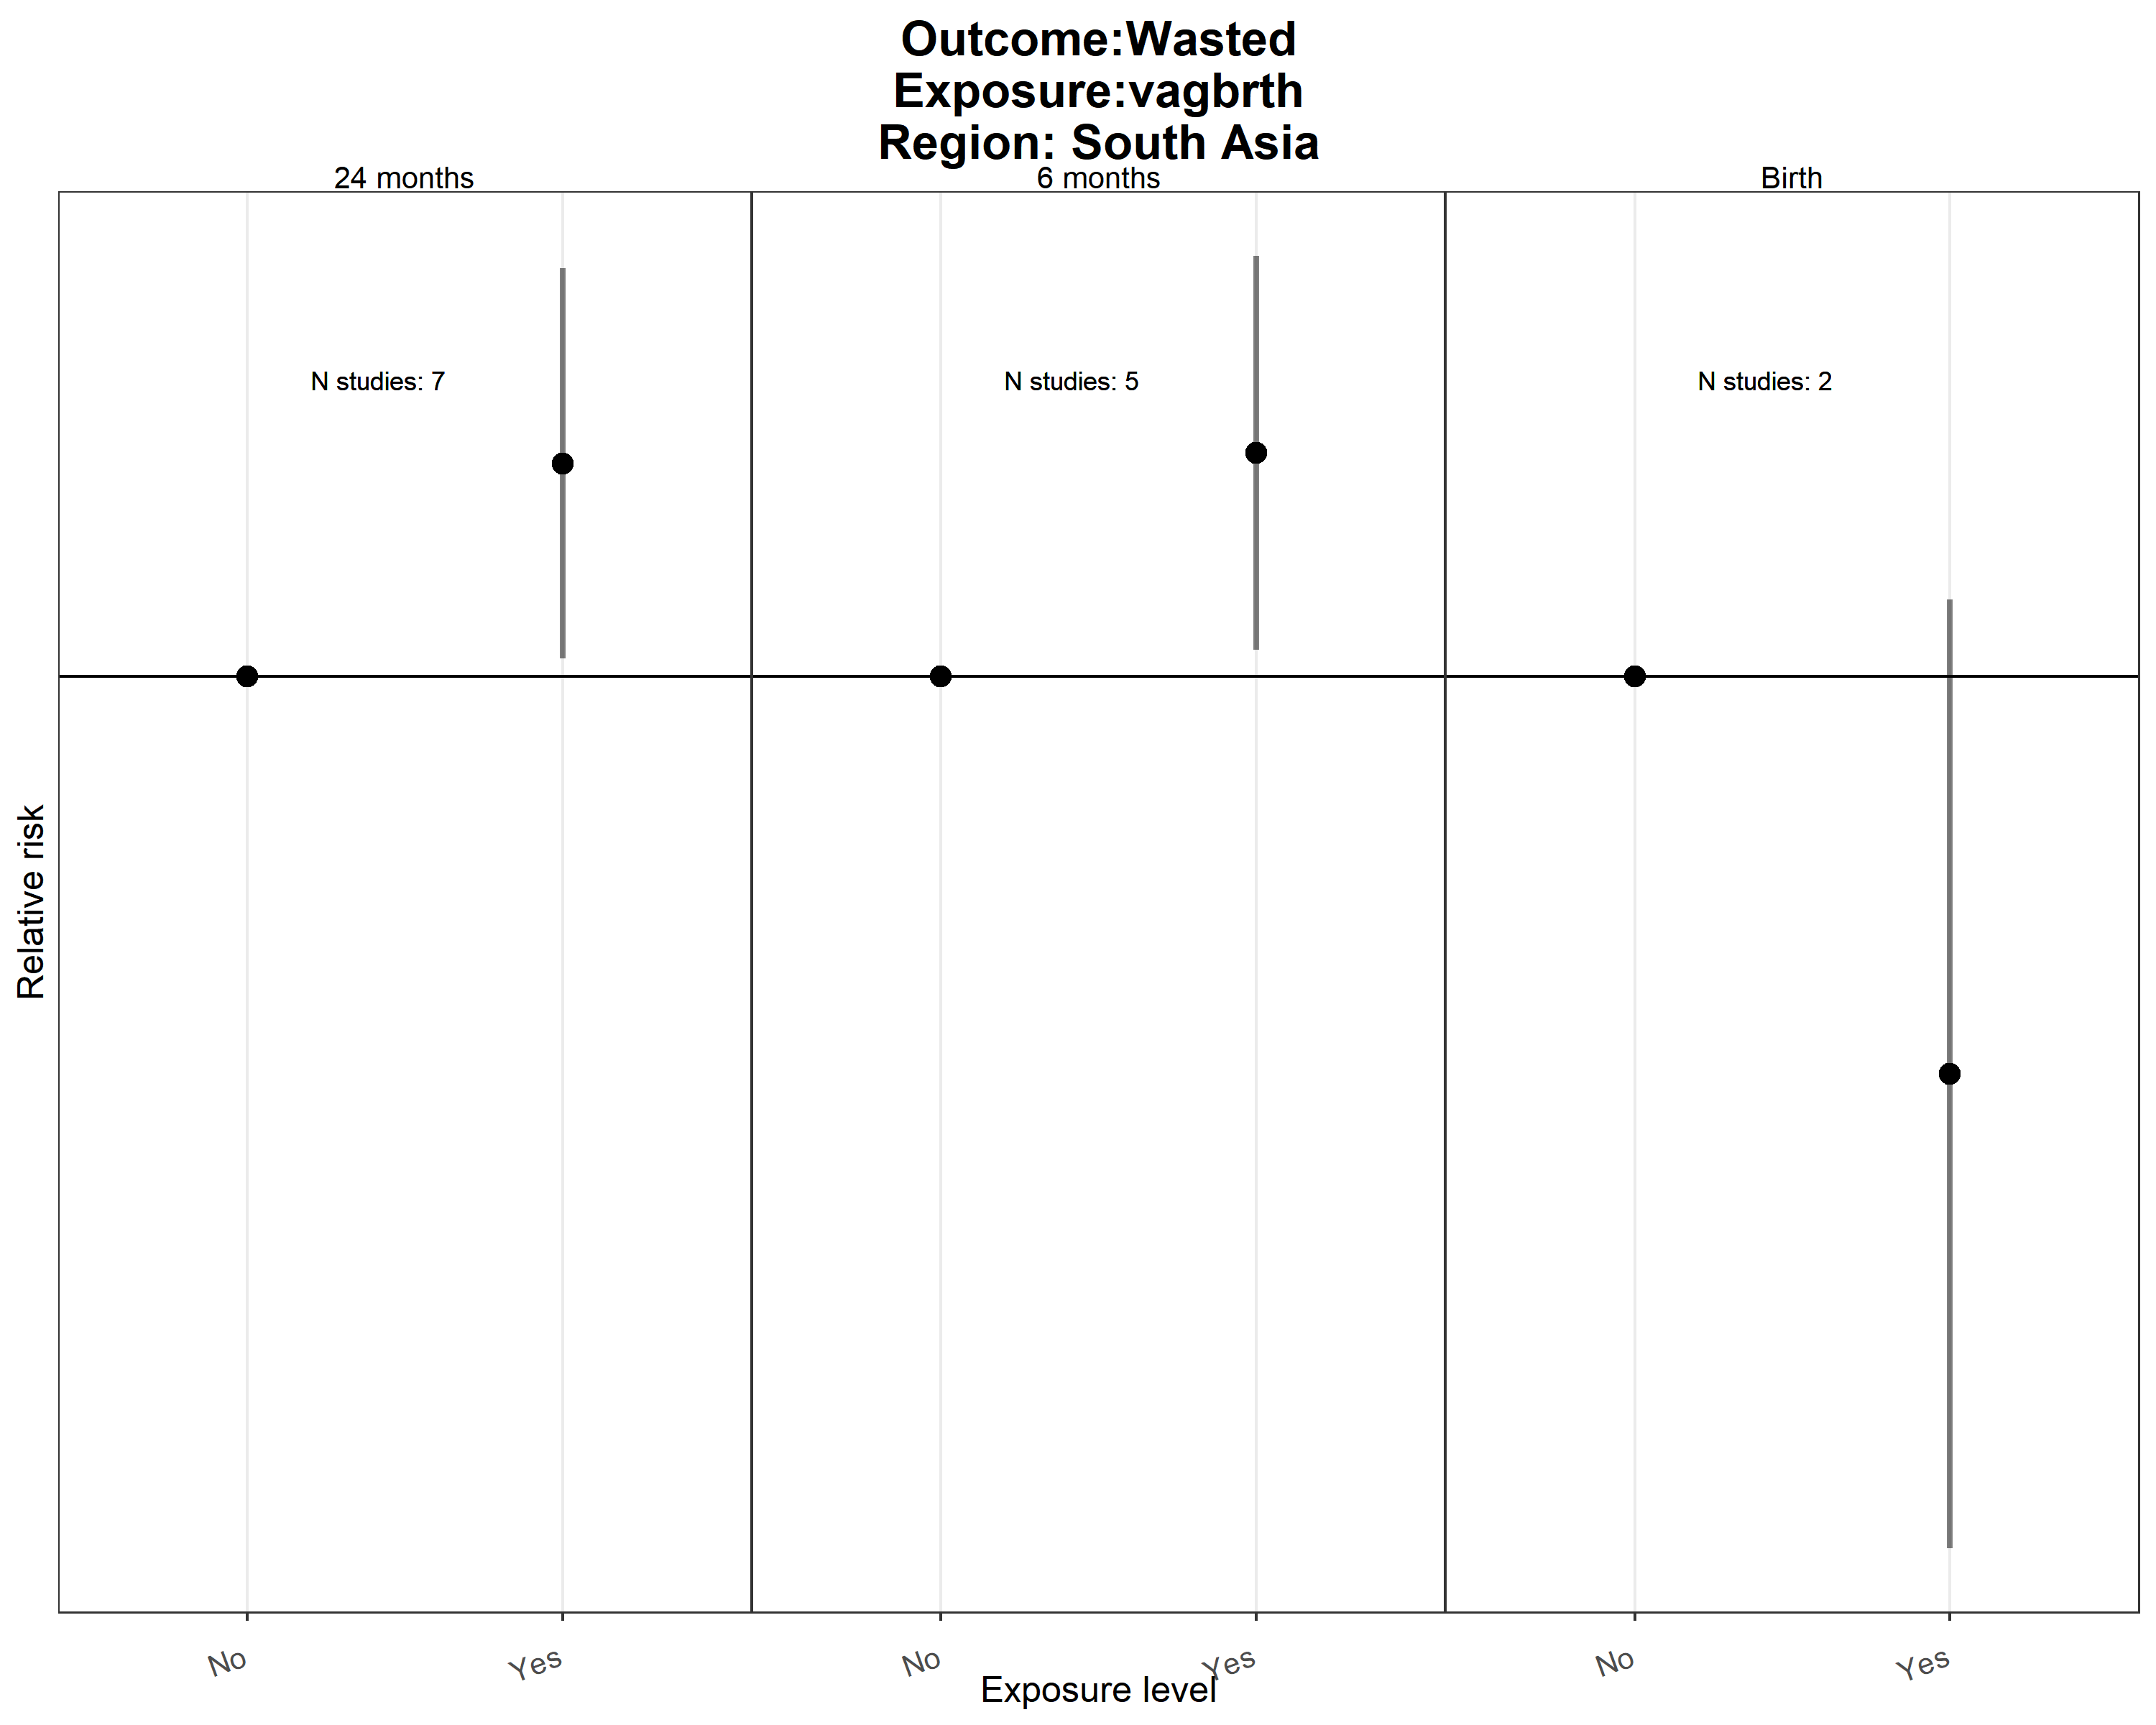 Outcome:Wasted
Exposure:vagbrth
Region: South Asia
24 months
6 months
Birth
N studies: 7
N studies: 5
N studies: 2
Relative risk
No
Yes
No
Yes
No
Yes
Exposure level